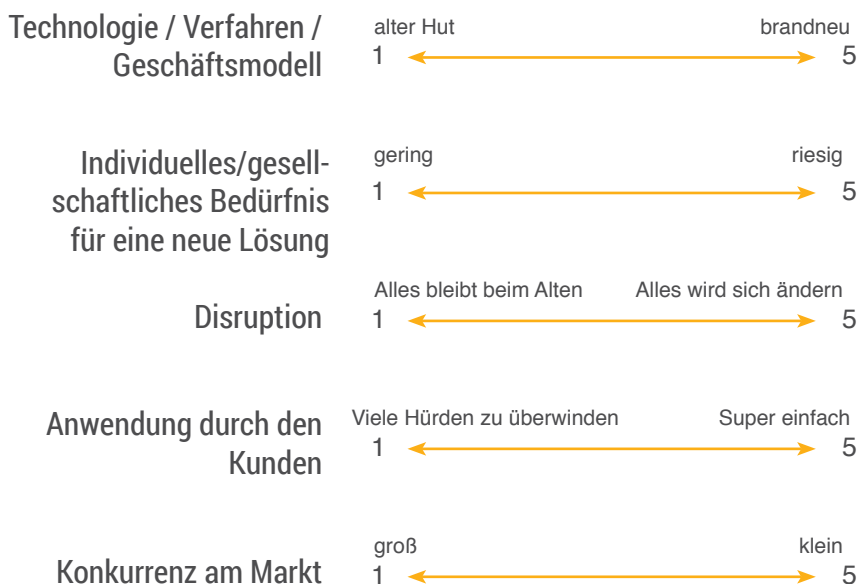 Technologie / Verfahren /
Geschäftsmodell
alter Hut brandneu
1 5
Individuelles/gesell-
schaftliches Bedürfnis
für eine neue Lösung
gering riesig
1 5
Disruption
Alles bleibt beim Alten Alles wird sich ändern
1 5
Anwendung durch den
Kunden
Viele Hürden zu überwinden Super einfach
1 5
Konkurrenz am Markt
groß klein
1 5